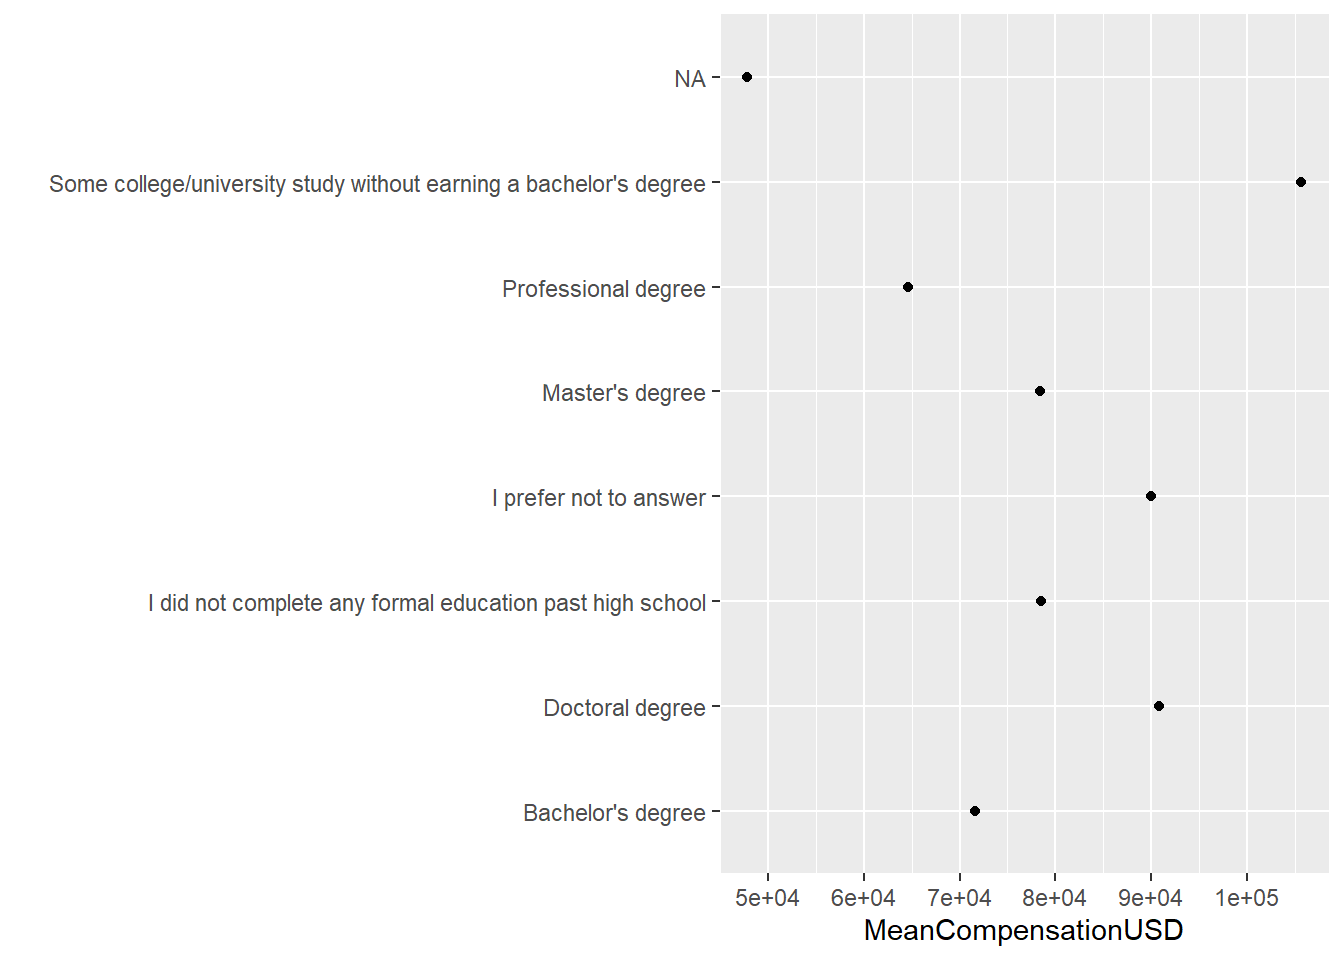 NA
Some college/university study without earning a bachelor's degree
Professional degree
Master's degree
I prefer not to answer
I did not complete any formal education past high school
Doctoral degree
Bachelor's degree
5e+04 6e+04 7e+04 8e+04 9e+04 1e+05
MeanCompensationUSD